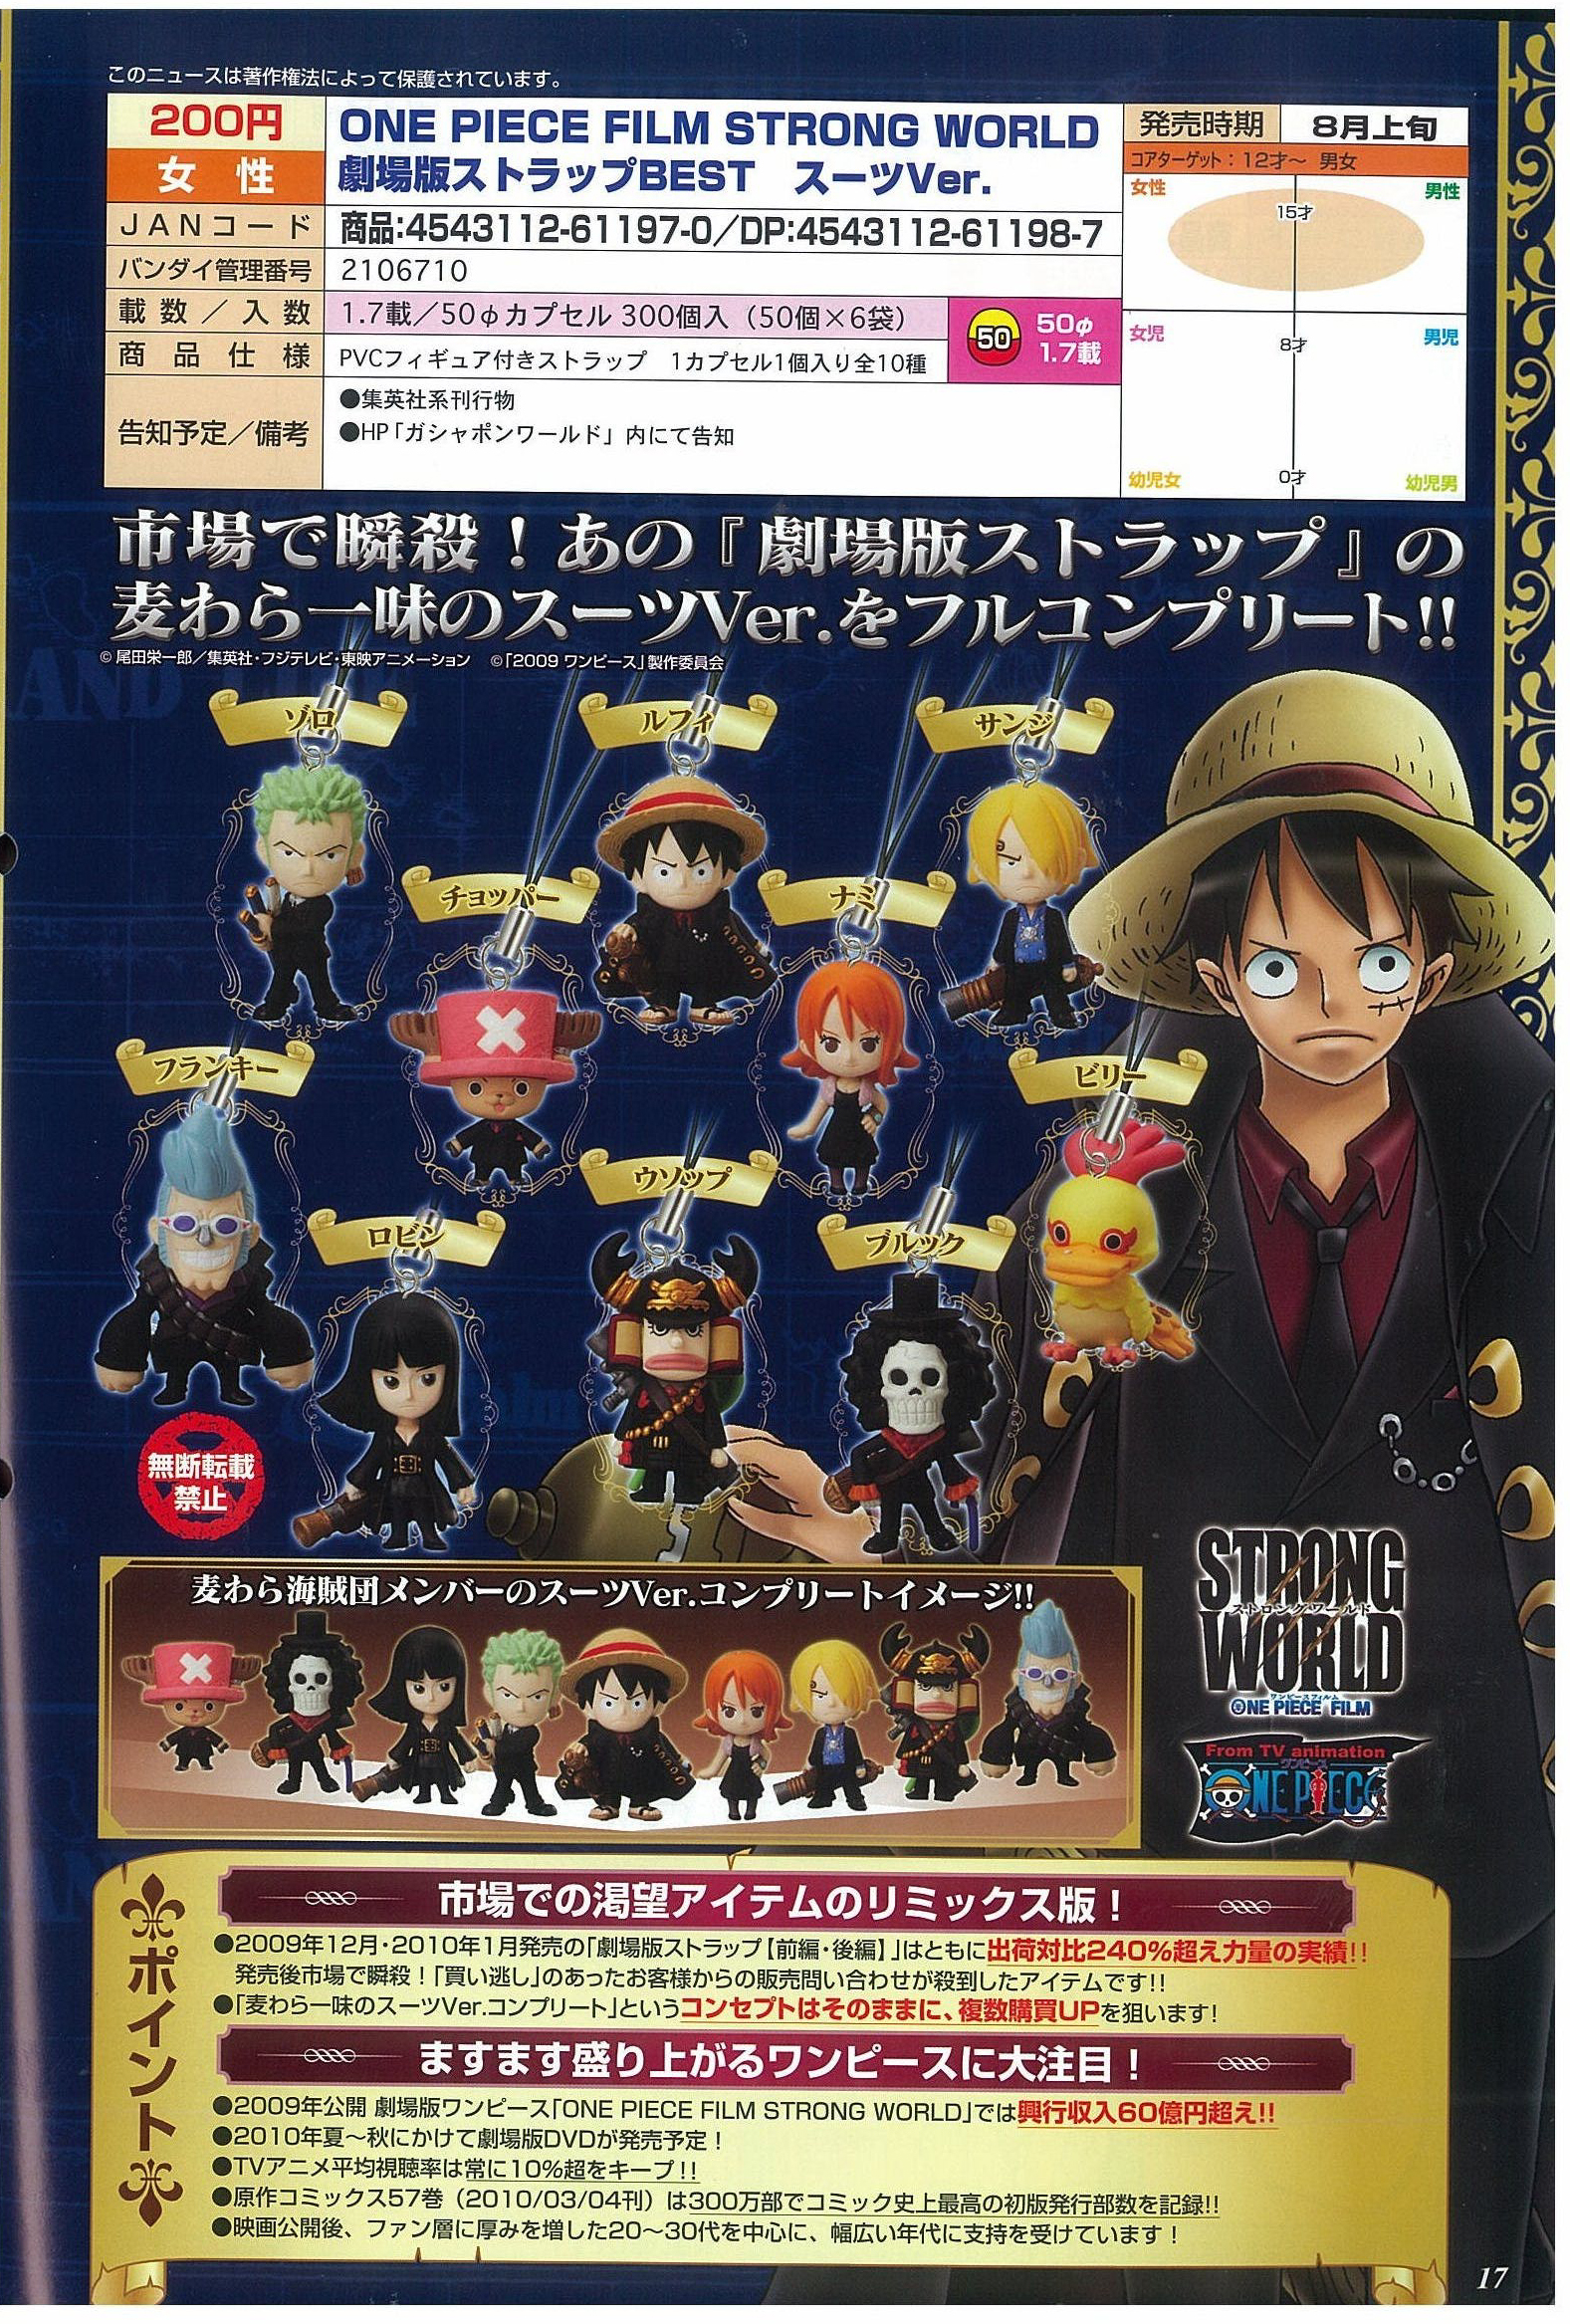 このニュースは著作権法によって保護されています。
200円
女性
ONE PIECE FILM STRONG WORLD
劇場版ストラップBEST　スーツVer.
発売時期
8月上旬
コアターゲット：12才～ 男女
女性
男性
15才
女児
男児
8才
幼児女
幼児男
0才
JANコード
商品:4543112-61197-0／DP:4543112-61198-7
バンダイ管理番号
2106710
載数／入数
1.7載／50φカプセル 300個入（50個×6袋）
50
50φ
1.7載
商品仕様
PVCフィギュア付きストラップ　1カプセル1個入り全10種
告知予定／備考
●集英社系刊行物
●HP「ガシャポンワールド」内にて告知
市場で瞬殺！あの『劇場版ストラップ』の
麦わら一味のスーツVer.をフルコンプリート!!
©尾田栄一郎／集英社・フジテレビ・東映アニメーション　©「2009 ワンピース」製作委員会
ゾロ
ルフィ
サンジ
チョッパー
ナミ
フランキー
ビリー
ロビン
ウソップ
ブルック
無断転載
禁止
麦わら海賊団メンバーのスーツVer.コンプリートイメージ!!
STRONG
ストロングワールド
WORLD
ワンピースフィルム
ONE PIECE FILM
From TV animation
ワンピース
ONE PIECE
ポイント
市場での渇望アイテムのリミックス版！
●2009年12月・2010年1月発売の「劇場版ストラップ【前編・後編】」はともに出荷対比240%超え力量の実績!!
発売後市場で瞬殺！「買い逃し」のあったお客様からの販売問い合わせが殺到したアイテムです!!
●「麦わら一味のスーツVer.コンプリート」というコンセプトはそのままに、複数購買UPを狙います！
ますます盛り上がるワンピースに大注目！
●2009年公開 劇場版ワンピース「ONE PIECE FILM STRONG WORLD」では興行収入60億円超え!!
●2010年夏～秋にかけて劇場版DVDが発売予定！
●TVアニメ平均視聴率は常に10%超をキープ!!
●原作コミックス57巻（2010/03/04刊）は300万部でコミック史上最高の初版発行部数を記録!!
●映画公開後、ファン層に厚みを増した20～30代を中心に、幅広い年代に支持を受けています！
17